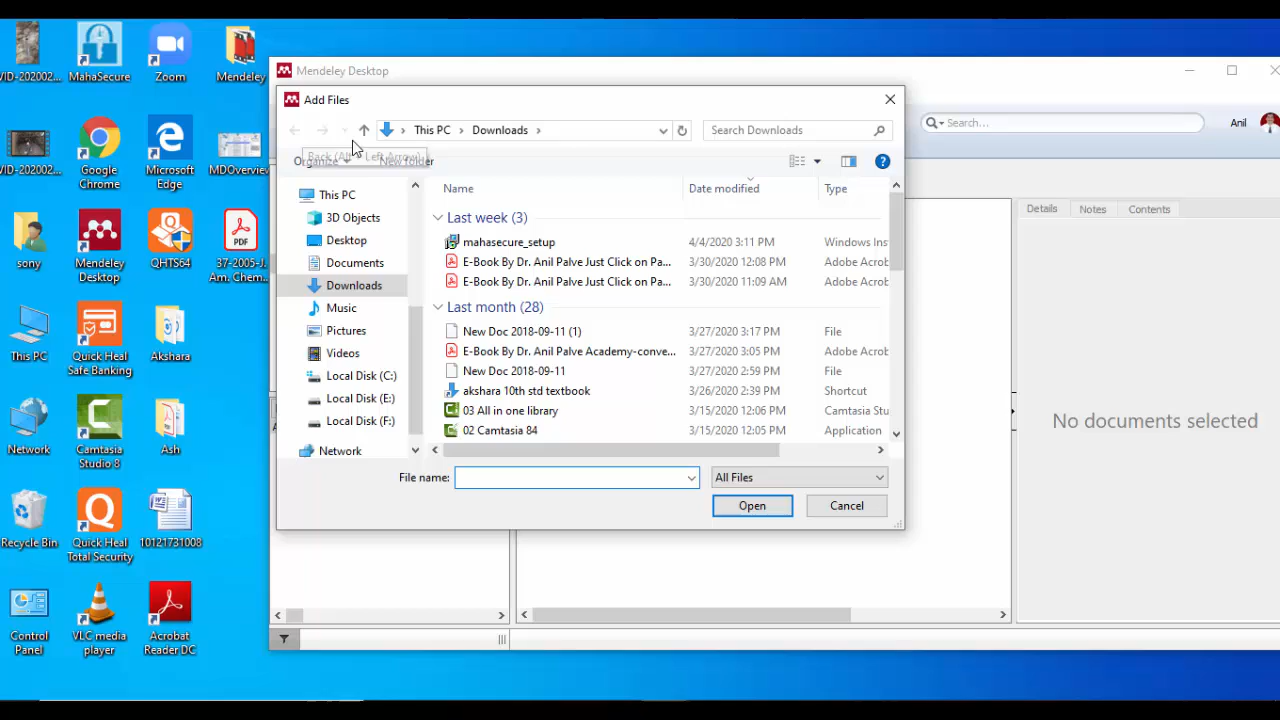 VID-202002...
MahaSecure
Zoom
Mendeley
VID-202002...
Google
Chrome
Microsoft
Edge
MDOverview
sony
Mendeley
Desktop
QHTS64
PDF
37-2005-J.
Am. Chem...
This PC
Quick Heal
Safe Banking
Akshara
Network
Camtasia
Studio 8
Ash
Recycle Bin
Quick Heal
Total Security
10121731008
Control
Panel
VLC media
player
Acrobat
Reader DC
Mendeley Desktop
Search...
Anil
Add Files
This PC > Downloads >
Search Downloads
Organize
New folder
This PC
3D Objects
Desktop
Documents
Downloads
Music
Pictures
Videos
Local Disk (C:)
Local Disk (E:)
Local Disk (F:)
Network
Name Date modified Type
Last week (3)
mahasecure_setup 4/4/2020 3:11 PM Windows Ins
E-Book By Dr. Anil Palve Just Click on Pa... 3/30/2020 12:08 PM Adobe Acrob
E-Book By Dr. Anil Palve Just Click on Pa... 3/30/2020 11:09 AM Adobe Acrob
Last month (28)
New Doc 2018-09-11 (1) 3/27/2020 3:17 PM File
E-Book By Dr. Anil Palve Academy-conve... 3/27/2020 3:05 PM Adobe Acrob
New Doc 2018-09-11 3/27/2020 2:59 PM File
akshara 10th std textbook 3/26/2020 2:39 PM Shortcut
03 All in one library 3/15/2020 12:06 PM Camtasia Stu
02 Camtasia 84 3/15/2020 12:05 PM Application
File name:
All Files
Open
Cancel
Details Notes Contents
No documents selected